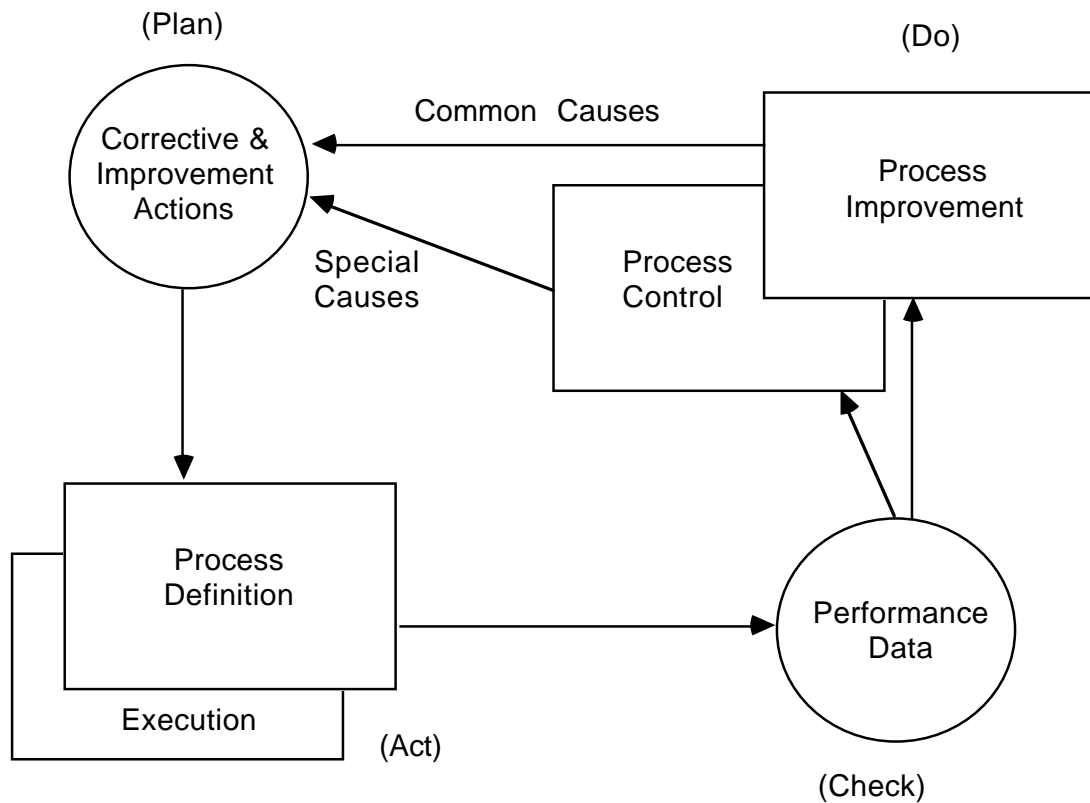 (Plan)
(Do)
Common Causes
Corrective &
Improvement
Actions
Process
Improvement
Special
Causes
Process
Control
Process
Definition
Performance
Data
Execution
(Act)
(Check)